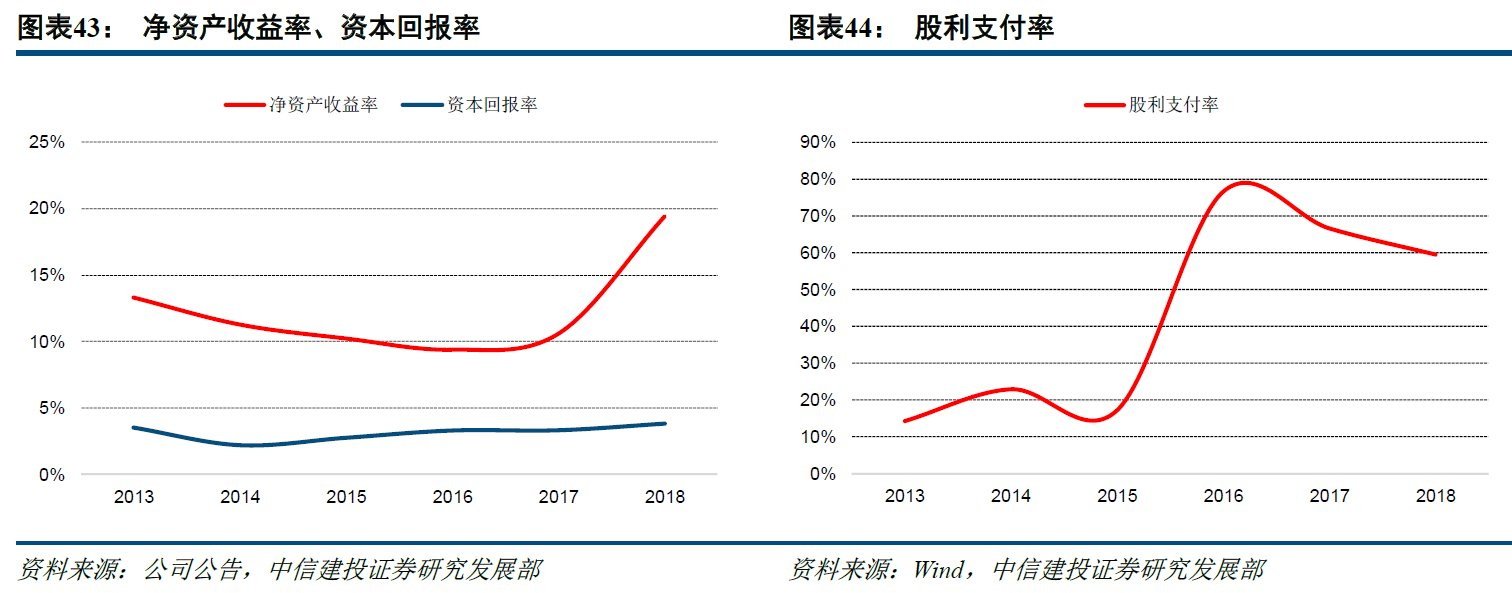 图表43： 净资产收益率、资本回报率
净资产收益率 资本回报率
25%
20%
15%
10%
5%
0%
2013 2014 2015 2016 2017 2018
资料来源：公司公告，中信建投证券研究发展部
图表44： 股利支付率
股利支付率
90%
80%
70%
60%
50%
40%
30%
20%
10%
0%
2013 2014 2015 2016 2017 2018
资料来源：Wind，中信建投证券研究发展部